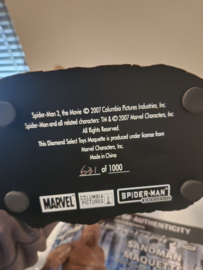 Spider-Man 3, the Movie © 2007 Columbia Pictures Industries, Inc.
Spider-Man and all related characters: TM & © 2007 Marvel Characters, Inc.
All Rights Reserved.
This Diamond Select Toys Maquette is produced under license from
Marvel Characters, Inc.
Made in China
631 of 1000
MARVEL COLUMBIA PICTURES SPIDER-MAN
AUTHENTICITY
SANDMAN
MAQUETTE